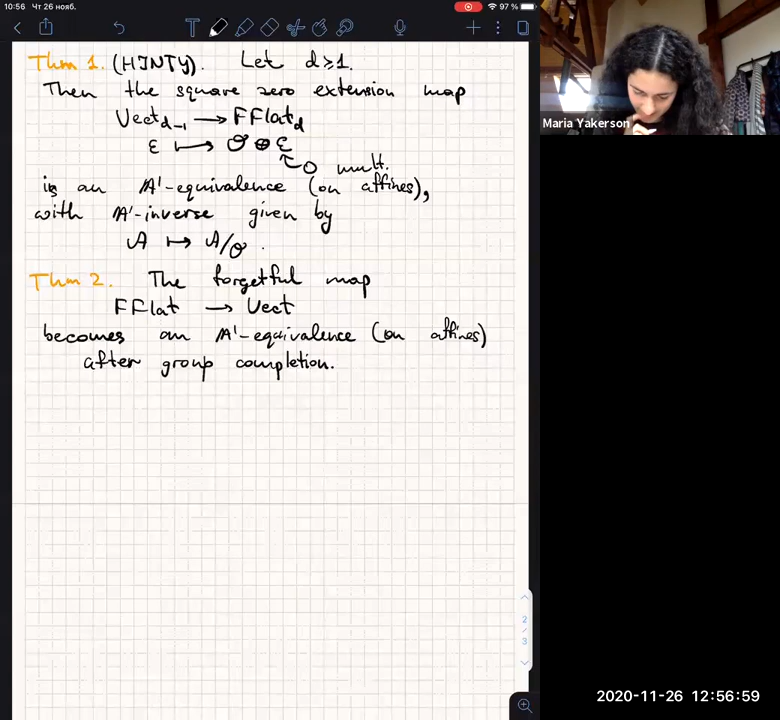 10:56 Чт 26 нояб.
97 %
Thm 1. (HJNTY). Let d ⩾ 1.
Then the square zero extension map
Vect_{d-1} → FFlat_d
ℰ ↦ 𝒪 ⊕ ℰ
0 mult.
is an A¹-equivalence (on affines),
with A¹-inverse given by
𝒜 ↦ 𝒜/𝒪.
Thm 2. The forgetful map
FFlat → Vect
becomes an A¹-equivalence (on affines)
after group completion.
2
/
3
Maria Yakerson
2020-11-26 12:56:59